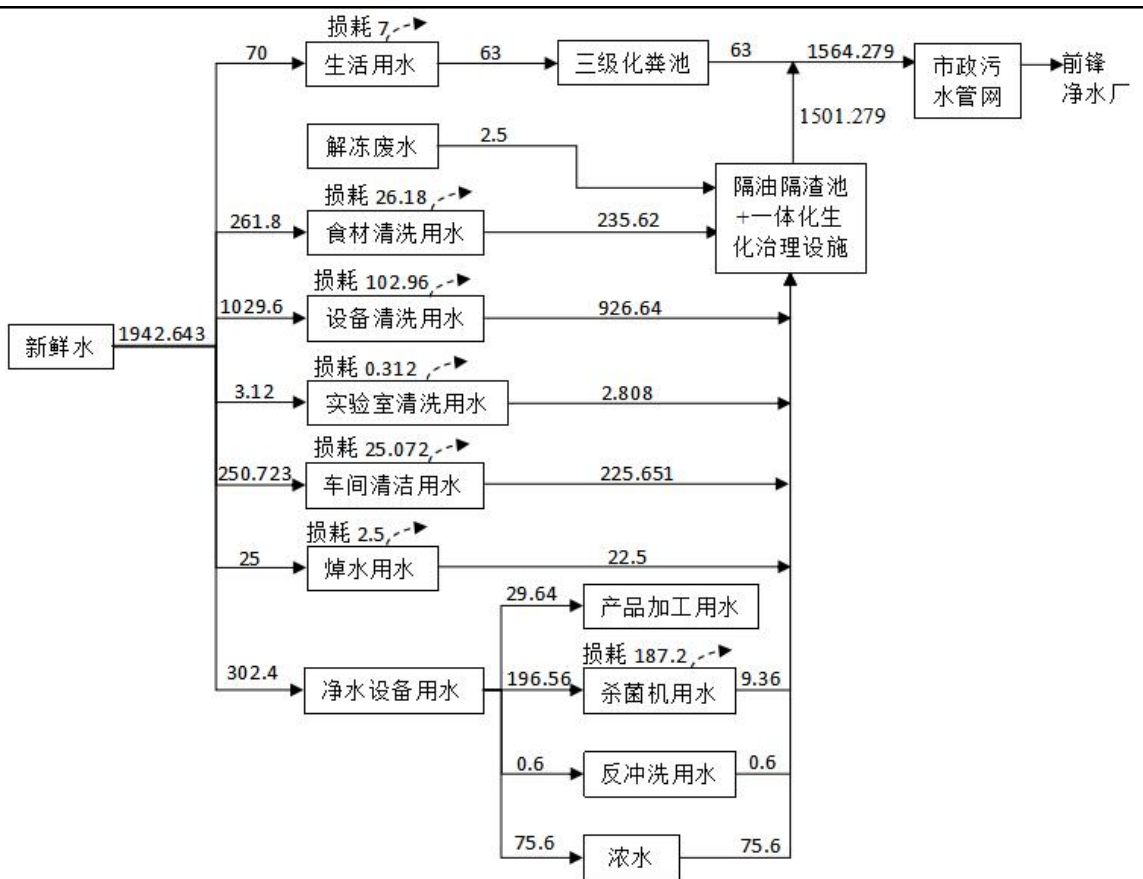 损耗 7
70
生活用水
63
三级化粪池
63
1564.279
市政污
水管网
前锋
净水厂
1501.279
解冻废水
2.5
隔油隔渣池
+一体化生
化治理设施
损耗 26.18
261.8
食材清洗用水
235.62
损耗 102.96
1029.6
设备清洗用水
926.64
新鲜水
1942.643
损耗 0.312
3.12
实验室清洗用水
2.808
损耗 25.072
250.723
车间清洁用水
225.651
损耗 2.5
25
焯水用水
22.5
29.64
产品加工用水
损耗 187.2
302.4
净水设备用水
196.56
杀菌机用水
9.36
0.6
反冲洗用水
0.6
75.6
浓水
75.6